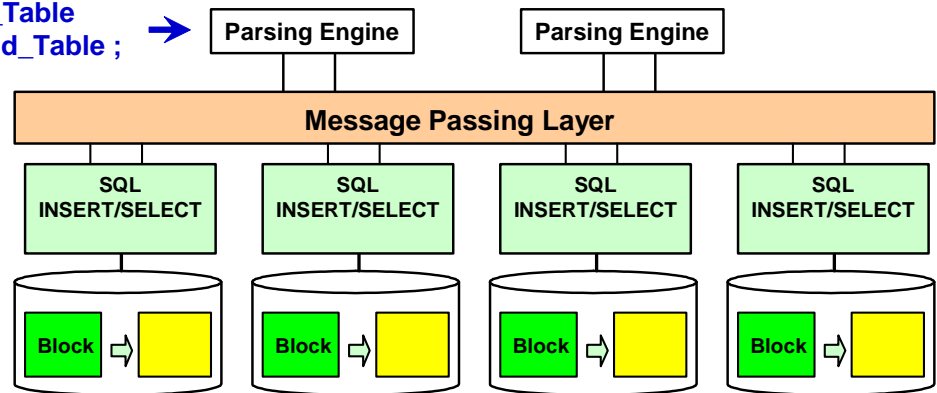 _Table
d_Table ;
Parsing Engine
Parsing Engine
Message Passing Layer
SQL
INSERT/SELECT
SQL
INSERT/SELECT
SQL
INSERT/SELECT
SQL
INSERT/SELECT
Block
Block
Block
Block